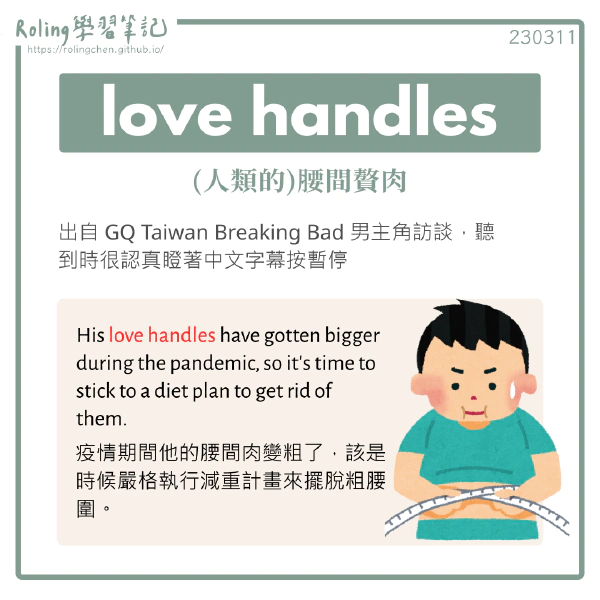 Roling學習筆記
https://rolingchen.github.io/
230311
love handles
(人類的)腰間贅肉
出自 GQ Taiwan Breaking Bad 男主角訪談，聽
到時很認真瞪著中文字幕按暫停
His love handles have gotten bigger
during the pandemic, so it's time to
stick to a diet plan to get rid of
them.
疫情期間他的腰間肉變粗了，該是
時候嚴格執行減重計畫來擺脫粗腰
圍。